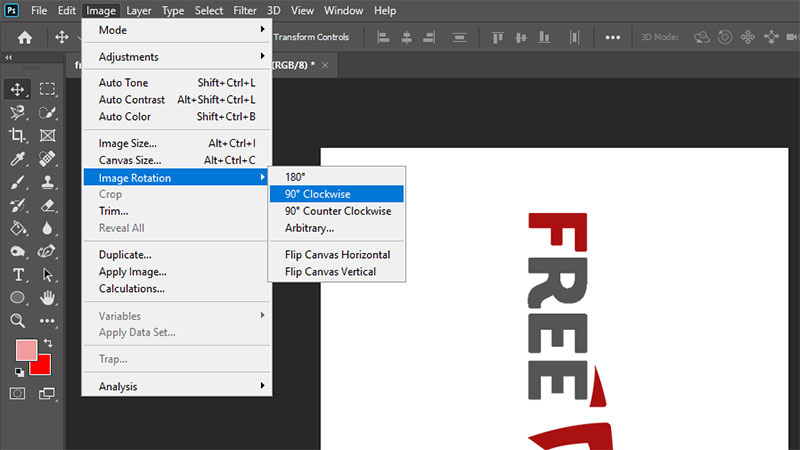 Ps File Edit Image Layer Type Select Filter 3D View Window Help
Transform Controls 3D Mode:
(RGB/8) * ×
Mode
Adjustments
Auto Tone Shift+Ctrl+L
Auto Contrast Alt+Shift+Ctrl+L
Auto Color Shift+Ctrl+B
Image Size... Alt+Ctrl+I
Canvas Size... Alt+Ctrl+C
Image Rotation
Crop
Trim...
Reveal All
Duplicate...
Apply Image...
Calculations...
Variables
Apply Data Set...
Trap...
Analysis
180°
90° Clockwise
90° Counter Clockwise
Arbitrary...
Flip Canvas Horizontal
Flip Canvas Vertical
FREE